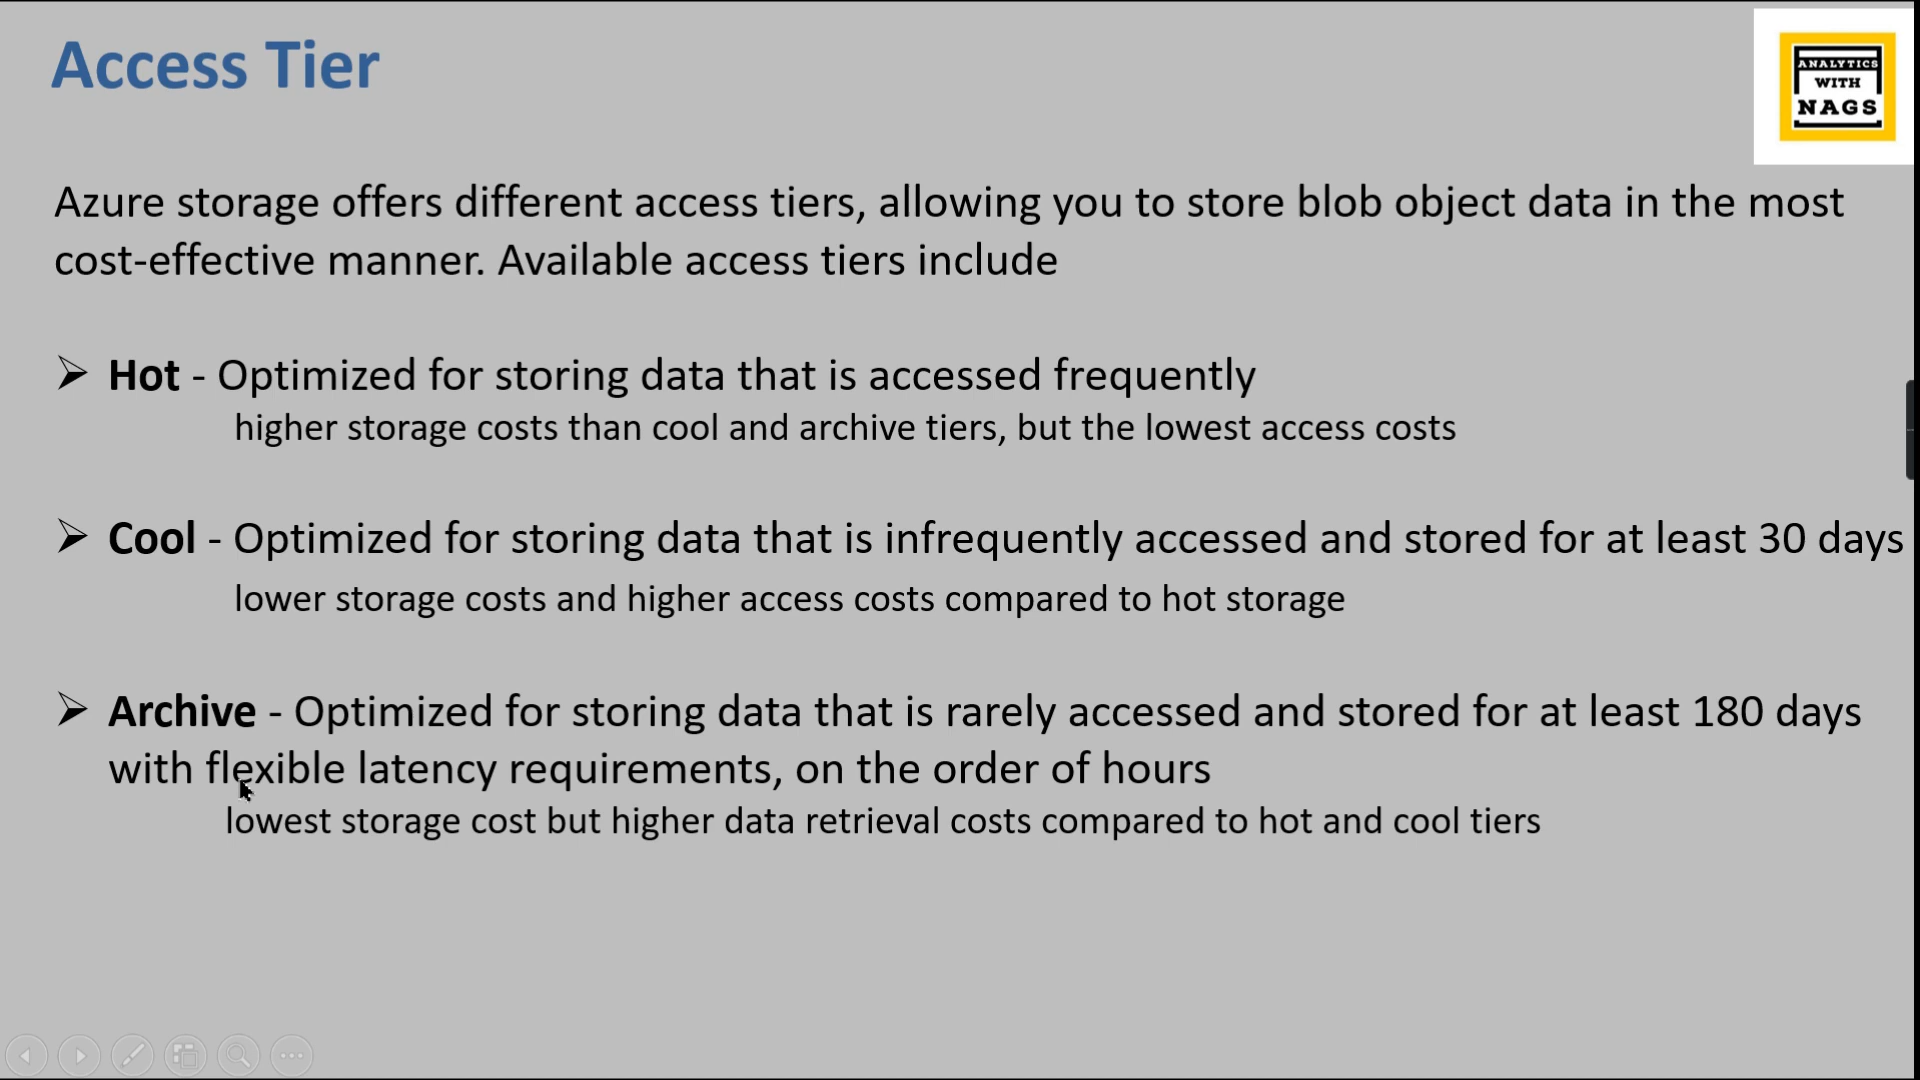 Access Tier
ANALYTICS
WITH
NAGS
Azure storage offers different access tiers, allowing you to store blob object data in the most
cost-effective manner. Available access tiers include
Hot - Optimized for storing data that is accessed frequently
higher storage costs than cool and archive tiers, but the lowest access costs
Cool - Optimized for storing data that is infrequently accessed and stored for at least 30 days
lower storage costs and higher access costs compared to hot storage
Archive - Optimized for storing data that is rarely accessed and stored for at least 180 days
with flexible latency requirements, on the order of hours
lowest storage cost but higher data retrieval costs compared to hot and cool tiers